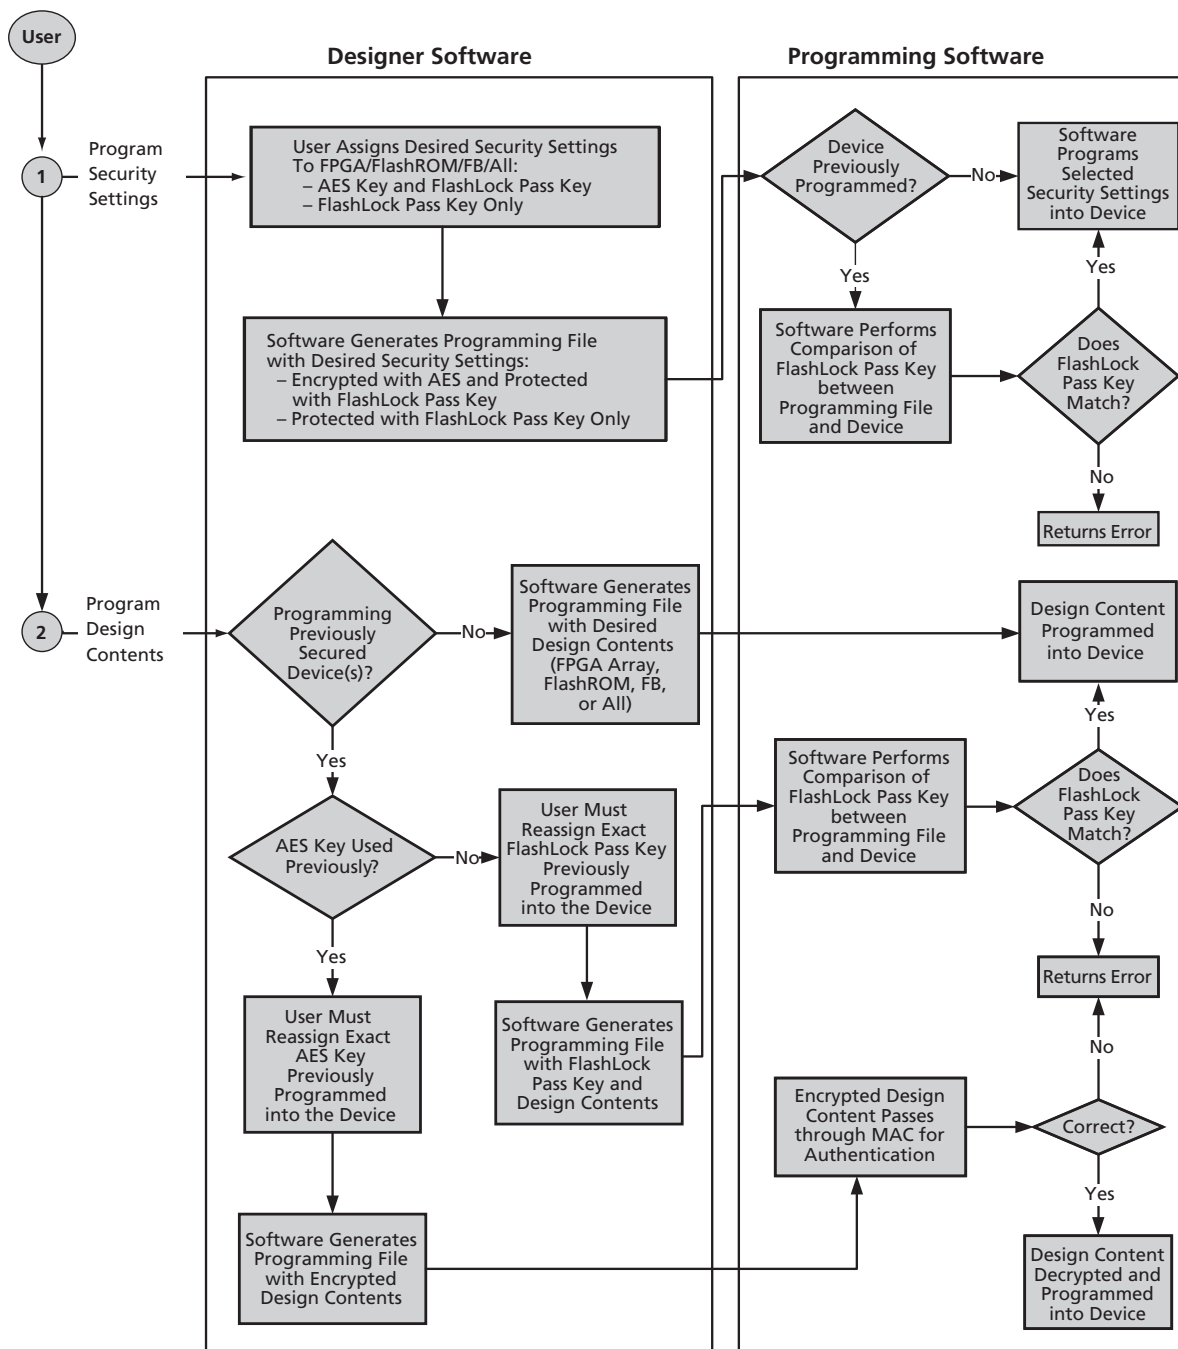 User
Designer Software
Programming Software
1
Program
Security
Settings
User Assigns Desired Security Settings
To FPGA/FlashROM/FB/All:
– AES Key and FlashLock Pass Key
– FlashLock Pass Key Only
Software Generates Programming File
with Desired Security Settings:
– Encrypted with AES and Protected
with FlashLock Pass Key
– Protected with FlashLock Pass Key Only
Device
Previously
Programmed?
No
Software
Programs
Selected
Security Settings
into Device
Yes
Yes
Software Performs
Comparison of
FlashLock Pass Key
between
Programming File
and Device
Does
FlashLock
Pass Key
Match?
No
Returns Error
2
Program
Design
Contents
Programming
Previously
Secured
Device(s)?
No
Software Generates
Programming File
with Desired
Design Contents
(FPGA Array,
FlashROM, FB,
or All)
Design Content
Programmed
into Device
Yes
Yes
AES Key Used
Previously?
No
User Must
Reassign Exact
FlashLock Pass Key
Previously
Programmed
into the Device
Software Performs
Comparison of
FlashLock Pass Key
between
Programming File
and Device
Does
FlashLock
Pass Key
Match?
No
Returns Error
Yes
User Must
Reassign Exact
AES Key
Previously
Programmed
into the Device
Software Generates
Programming File
with FlashLock
Pass Key and
Design Contents
No
Encrypted Design
Content Passes
through MAC for
Authentication
Correct?
Yes
Software Generates
Programming File
with Encrypted
Design Contents
Design Content
Decrypted and
Programmed
into Device